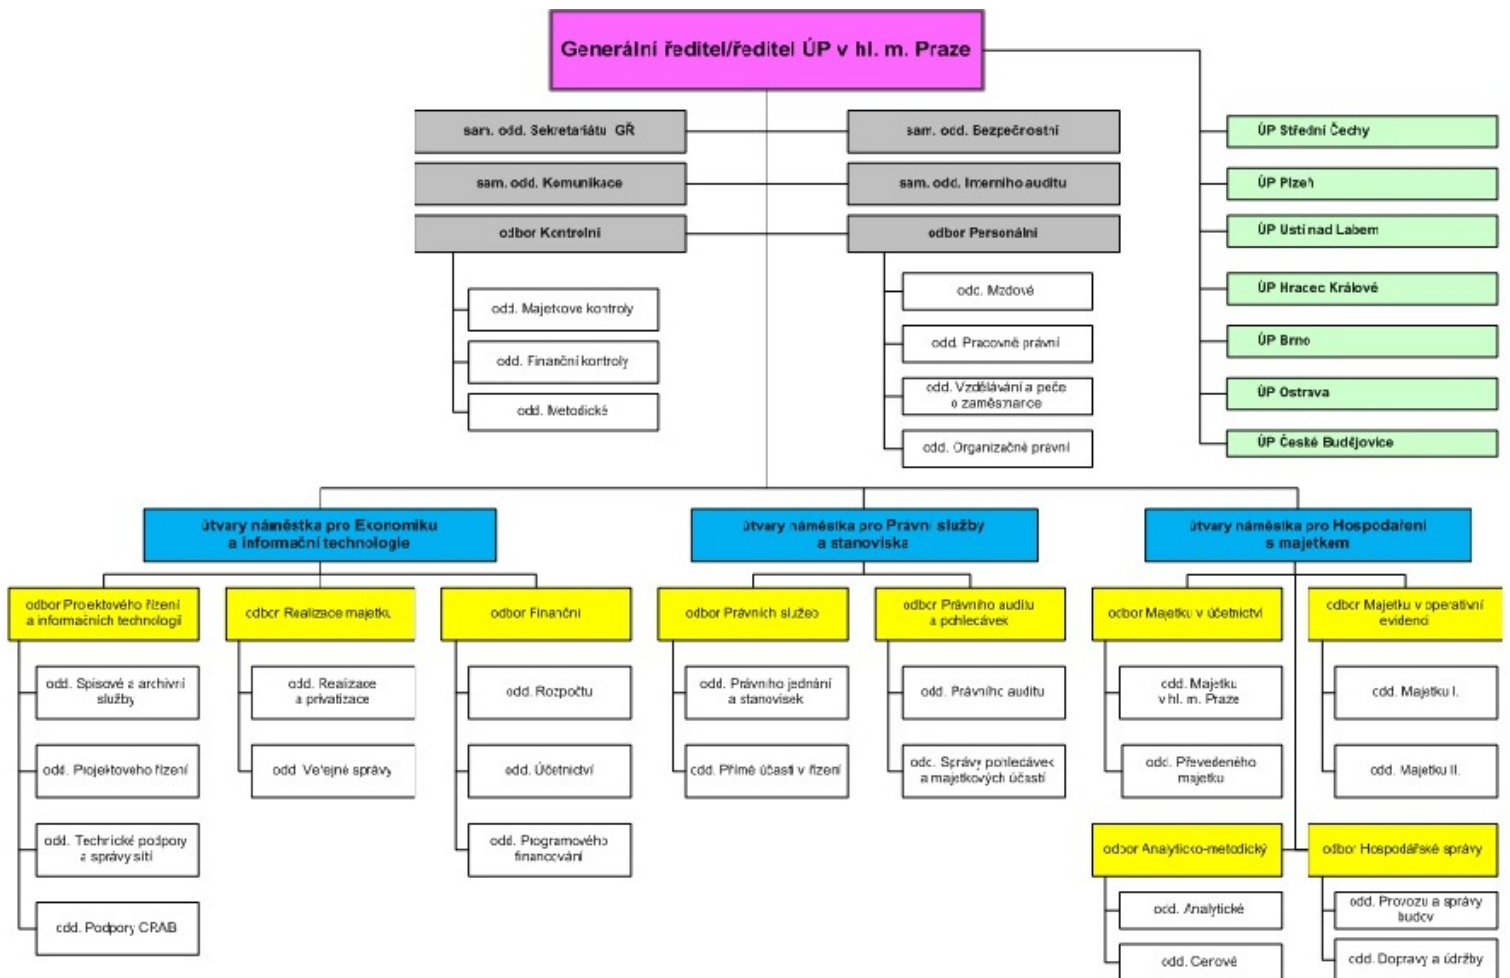 Generální ředitel/ředitel ÚP v hl. m. Praze
sam. odd. Sekretariátu GŘ
sam. odd. Bezpečnostní
ÚP Střední Čechy
sam. odd. Komunikace
sam. odd. Interního auditu
ÚP Plzeň
odbor Kontrolní
odbor Personální
ÚP Ústí nad Labem
odd. Majetkové kontroly
odd. Finanční kontroly
odd. Metodické
odd. Mzdové
odd. Pracovně právní
odd. Vzdělávání a péče
o zaměstnance
odd. Organizačně právní
ÚP Hradec Králové
ÚP Brno
ÚP Ostrava
ÚP České Budějovice
útvary náměstka pro Ekonomiku
a informační technologie
útvary náměstka pro Právní služby
a stanoviska
útvary náměstka pro Hospodaření
s majetkem
odbor Projektového řízení
a informačních technologií
odbor Realizace majetku
odbor Finanční
odbor Právních služeb
odbor Právního auditu
a pohledávek
odbor Majetku v účetnictví
odbor Majetku v operativní
evidenci
odd. Spisové a archivní
služby
odd. Realizace
a privatizace
odd. Rozpočtu
odd. Právního jednání
a stanovisek
odd. Právního auditu
odd. Majetku
v hl. m. Praze
odd. Majetku I.
odd. Projektového řízení
odd. Veřejné správy
odd. Účetnictví
odd. Přímé účasti v řízení
odd. Správy pohledávek
a majetkových účastí
odd. Převedeného
majetku
odd. Majetku II.
odd. Technické podpory
a správy sítí
odd. Programového
financování
odbor Analyticko-metodický
odbor Hospodářské správy
odd. Podpory CRAB
odd. Analytické
odd. Provozu a správy
budov
odd. Cenové
odd. Dopravy a údržby